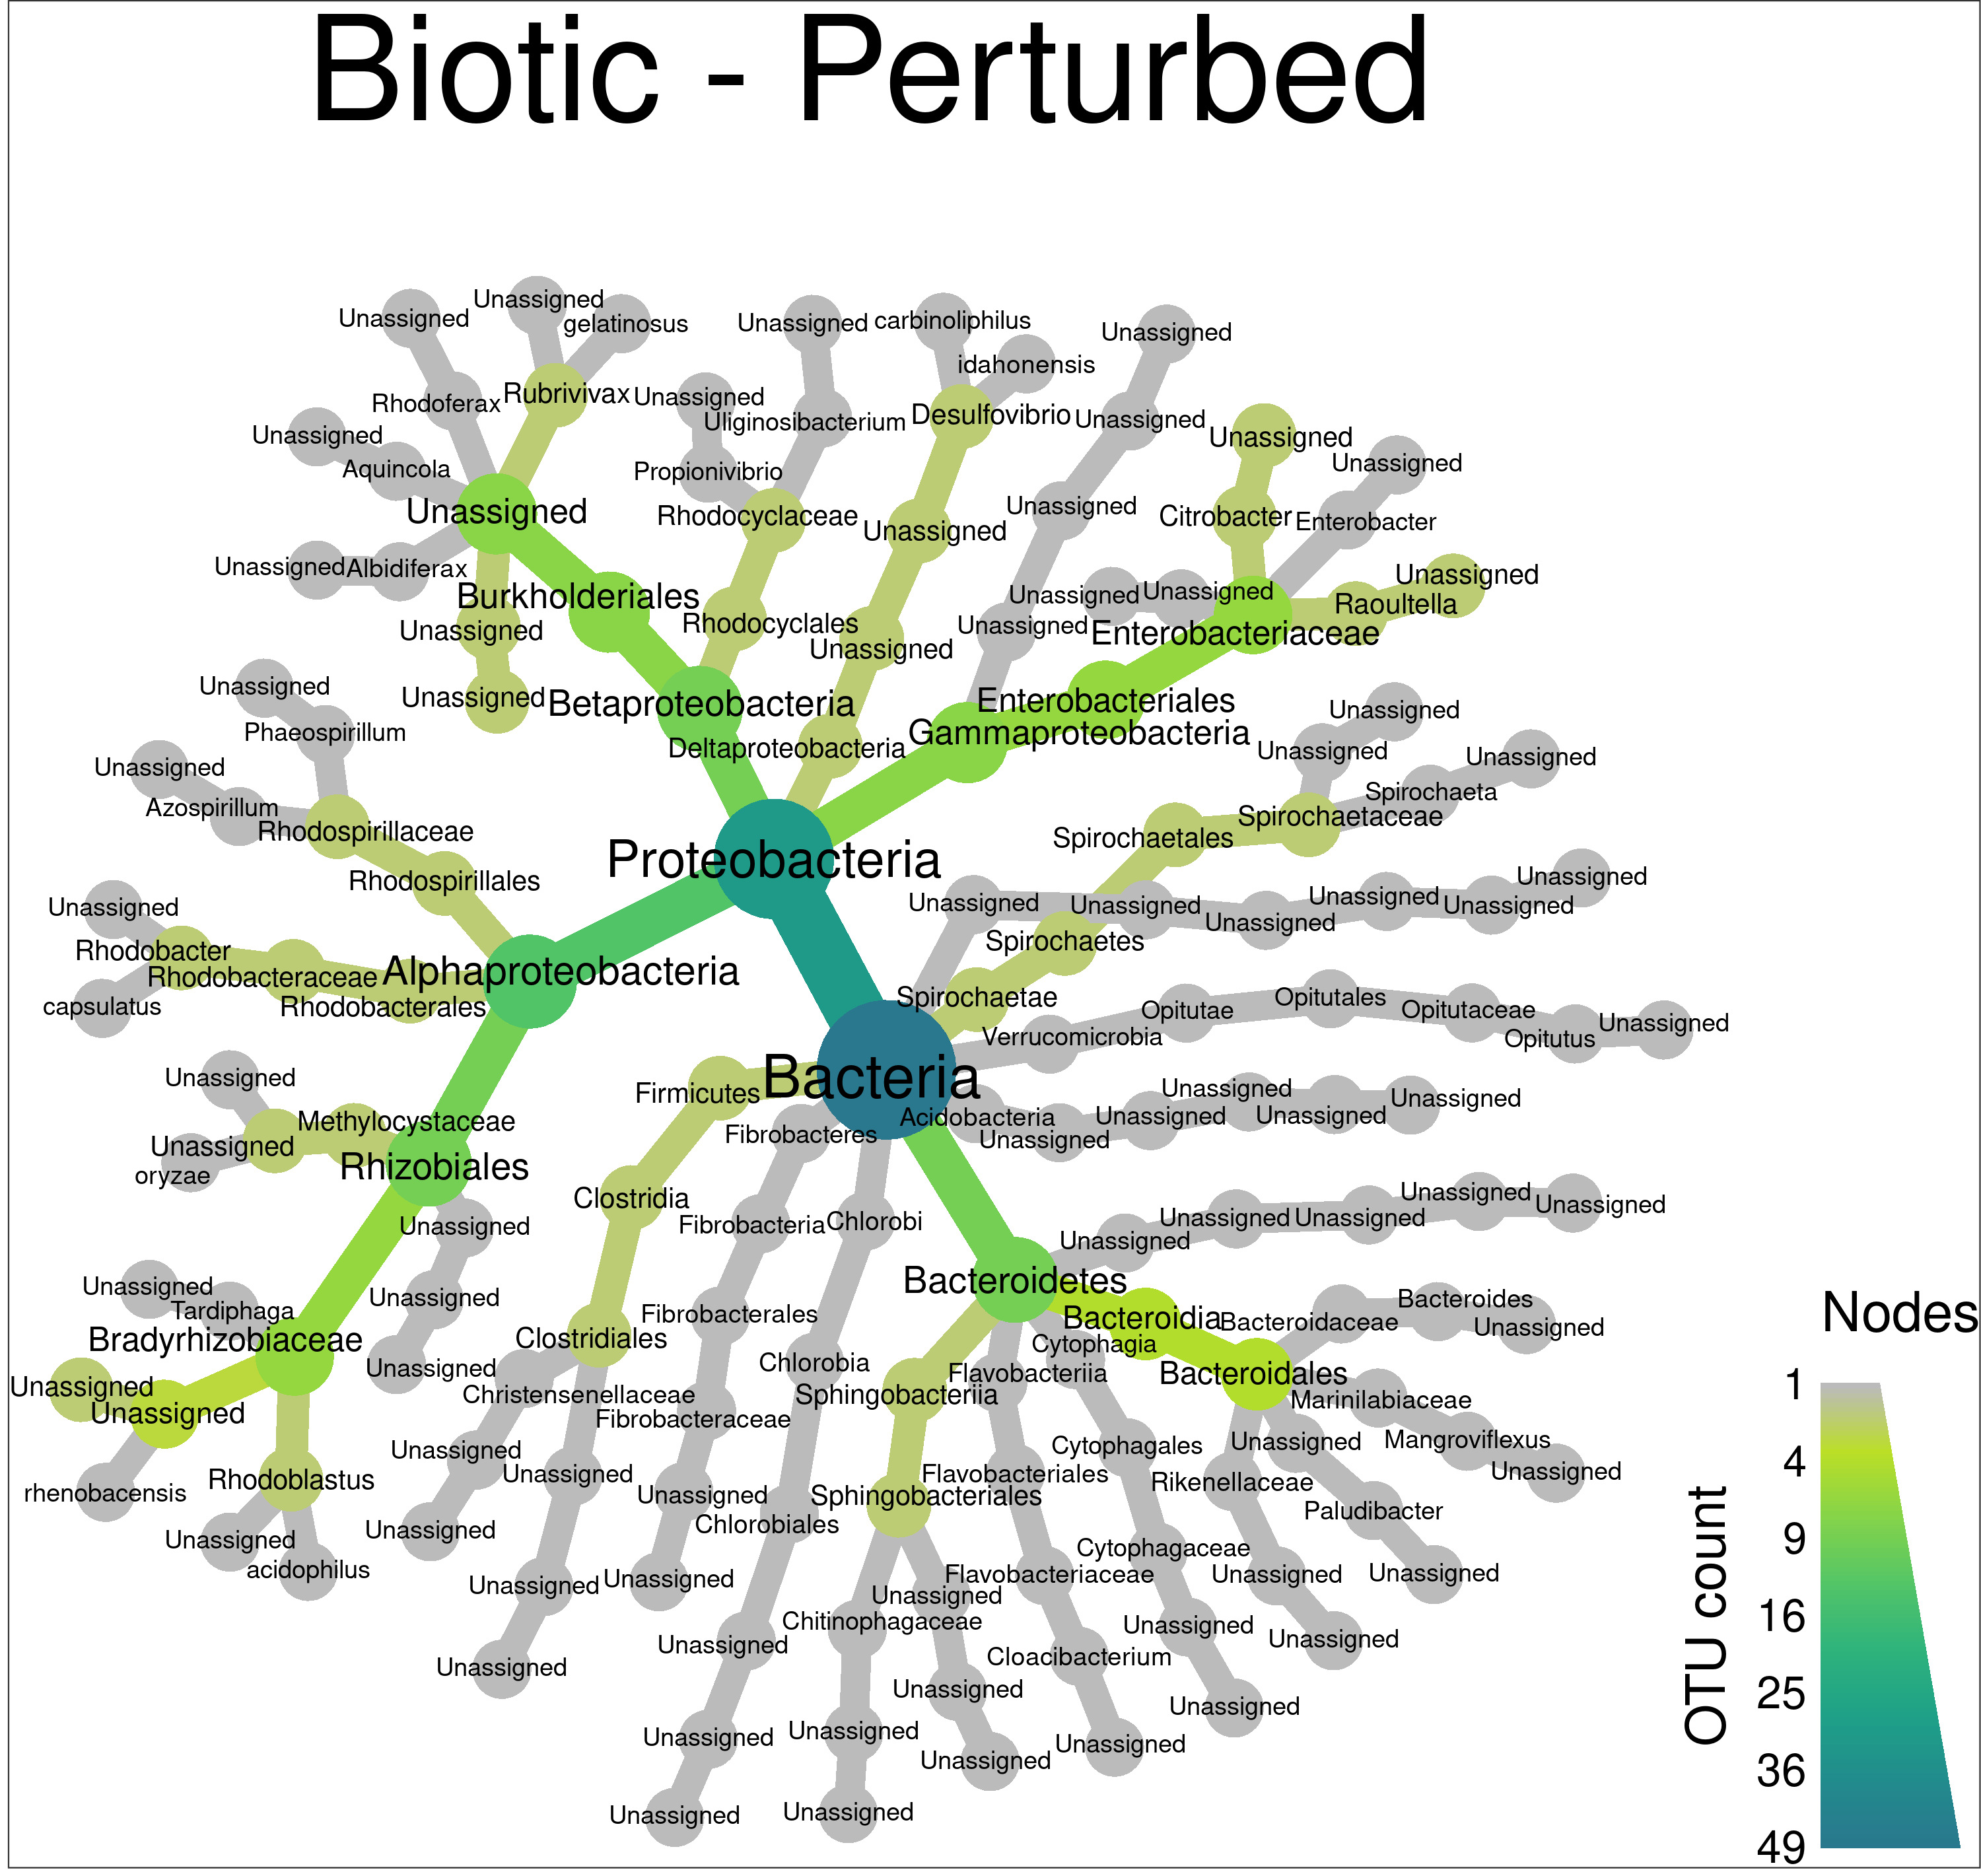 Biotic - Perturbed
Unassigned
gelatinosus
Unassigned
Unassigned
carbinoliphilus
Unassigned
idahonensis
Rhodoferax
Rubrivivax
Unassigned
Uliginosibacterium
Desulfovibrio
Unassigned
Unassigned
Unassigned
Unassigned
Aquincola
Propionivibrio
Unassigned
Rhodocyclaceae
Unassigned
Unassigned
Citrobacter
Enterobacter
Unassigned
Albidiferax
Burkholderiales
Unassigned
Rhodocyclales
Unassigned
Unassigned
Unassigned
Unassigned
Enterobacteriaceae
Raoultella
Unassigned
Unassigned
Phaeospirillum
Unassigned
Betaproteobacteria
Deltaproteobacteria
Enterobacteriales
Gammaproteobacteria
Unassigned
Unassigned
Unassigned
Azospirillum
Rhodospirillaceae
Spirochaetales
Spirochaetaceae
Spirochaeta
Unassigned
Rhodospirillales
Proteobacteria
Unassigned
Unassigned
Unassigned
Unassigned
Unassigned
Unassigned
Unassigned
Rhodobacter
Rhodobacteraceae
Alphaproteobacteria
Spirochaetes
capsulatus
Rhodobacterales
Spirochaetae
Verrucomicrobia
Opitutae
Opitutales
Opitutaceae
Opitutus
Unassigned
Unassigned
Methylocystaceae
Firmicutes
Bacteria
Acidobacteria
Unassigned
Unassigned
Unassigned
Unassigned
Unassigned
Unassigned
oryzae
Rhizobiales
Fibrobacteres
Unassigned
Clostridia
Fibrobacteria
Chlorobi
Unassigned
Unassigned
Unassigned
Unassigned
Unassigned
Unassigned
Tardiphaga
Unassigned
Bacteroidetes
Bacteroidia
Bacteroidaceae
Bacteroides
Unassigned
Bradyrhizobiaceae
Clostridiales
Fibrobacterales
Cytophagia
Unassigned
Unassigned
Unassigned
Christensenellaceae
Chlorobia
Sphingobacteriia
Flavobacteriia
Bacteroidales
Marinilabiaceae
Fibrobacteraceae
Unassigned
Cytophagales
Unassigned
Mangroviflexus
Unassigned
rhenobacensis
Rhodoblastus
Unassigned
Unassigned
Sphingobacteriales
Flavobacteriales
Rikenellaceae
Paludibacter
Unassigned
acidophilus
Unassigned
Chlorobiales
Cytophagaceae
Unassigned
Unassigned
Unassigned
Unassigned
Flavobacteriaceae
Unassigned
Chitinophagaceae
Unassigned
Unassigned
Unassigned
Unassigned
Cloacibacterium
Unassigned
Unassigned
Unassigned
Unassigned
Unassigned
Unassigned
Unassigned
Unassigned
Nodes
OTU count
1
4
9
16
25
36
49